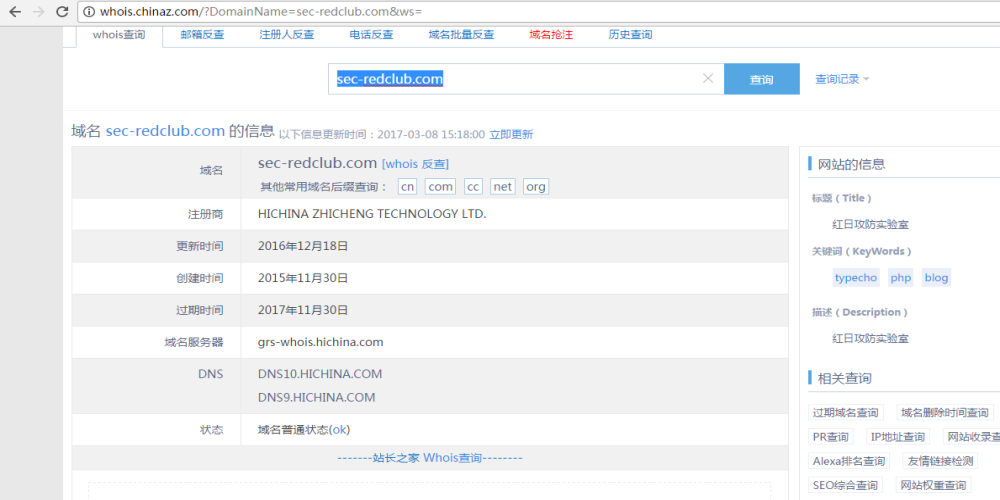 whois.chinaz.com/?DomainName=sec-redclub.com&ws=
whois查询 邮箱反查 注册人反查 电话反查 域名批量反查 域名抢注 历史查询
sec-redclub.com 查询 查询记录
域名 sec-redclub.com 的信息 以下信息更新时间：2017-03-08 15:18:00 立即更新
域名 sec-redclub.com [whois 反查]
其他常用域名后缀查询： cn com cc net org
注册商 HICHINA ZHICHENG TECHNOLOGY LTD.
更新时间 2016年12月18日
创建时间 2015年11月30日
过期时间 2017年11月30日
域名服务器 grs-whois.hichina.com
DNS DNS10.HICHINA.COM
DNS9.HICHINA.COM
状态 域名普通状态(ok)
-------站长之家 Whois查询--------
网站的信息
标题（Title）
红日攻防实验室
关键词（KeyWords）
typecho php blog
描述（Description）
红日攻防实验室
相关查询
过期域名查询 域名删除时间查询
PR查询 IP地址查询 网站收录查
Alexa排名查询 友情链接检测
SEO综合查询 网站权重查询